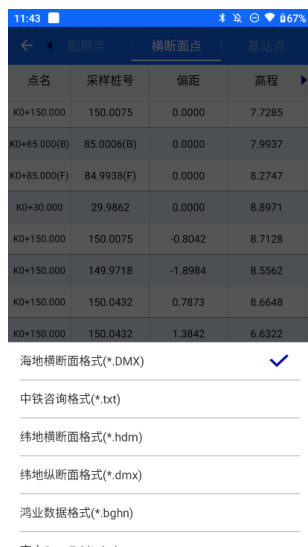 11:43 67%
图根点 横断面点 基站点
点名 采样桩号 偏距 高程
K0+150.000 150.0075 0.0000 7.7285
K0+85.000(B) 85.0006(B) 0.0000 7.9937
K0+85.000(F) 84.9938(F) 0.0000 8.2747
K0+30.000 29.9862 0.0000 8.8971
K0+150.000 150.0075 -0.8042 8.7128
K0+150.000 149.9718 -1.8984 8.5562
K0+150.000 150.0432 0.7873 8.6648
K0+150.000 150.0432 1.3842 6.6322
海地横断面格式(*.DMX)
中铁咨询格式(*.txt)
纬地横断面格式(*.hdm)
纬地纵断面格式(*.dmx)
鸿业数据格式(*.bghn)